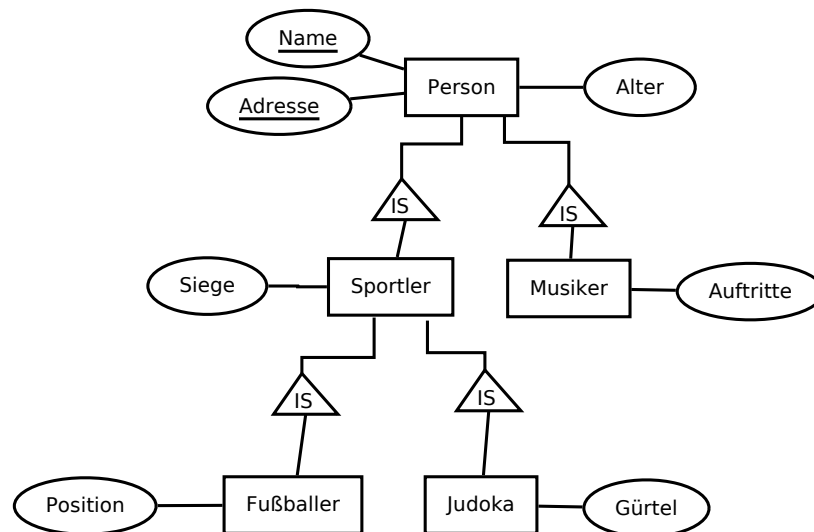 Name
Person
Alter
Adresse
IS
IS
Siege
Sportler
Musiker
Auftritte
IS
IS
Position
Fußballer
Judoka
Gürtel